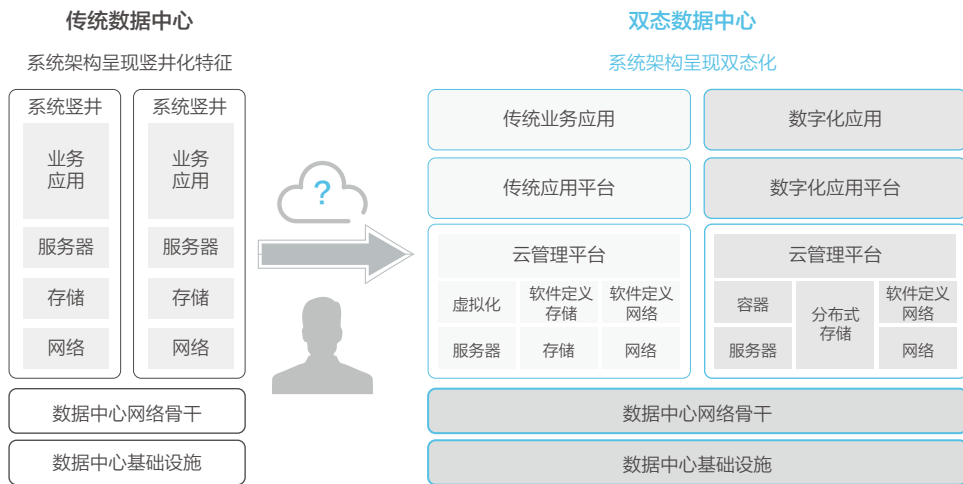 传统数据中心
系统架构呈现竖井化特征
系统竖井
业务
应用
服务器
存储
网络
系统竖井
业务
应用
服务器
存储
网络
数据中心网络骨干
数据中心基础设施
?
双态数据中心
系统架构呈现双态化
传统业务应用
传统应用平台
云管理平台
虚拟化
软件定义
存储
软件定义
网络
服务器
存储
网络
数字化应用
数字化应用平台
云管理平台
容器
分布式
存储
软件定义
网络
服务器
网络
数据中心网络骨干
数据中心基础设施